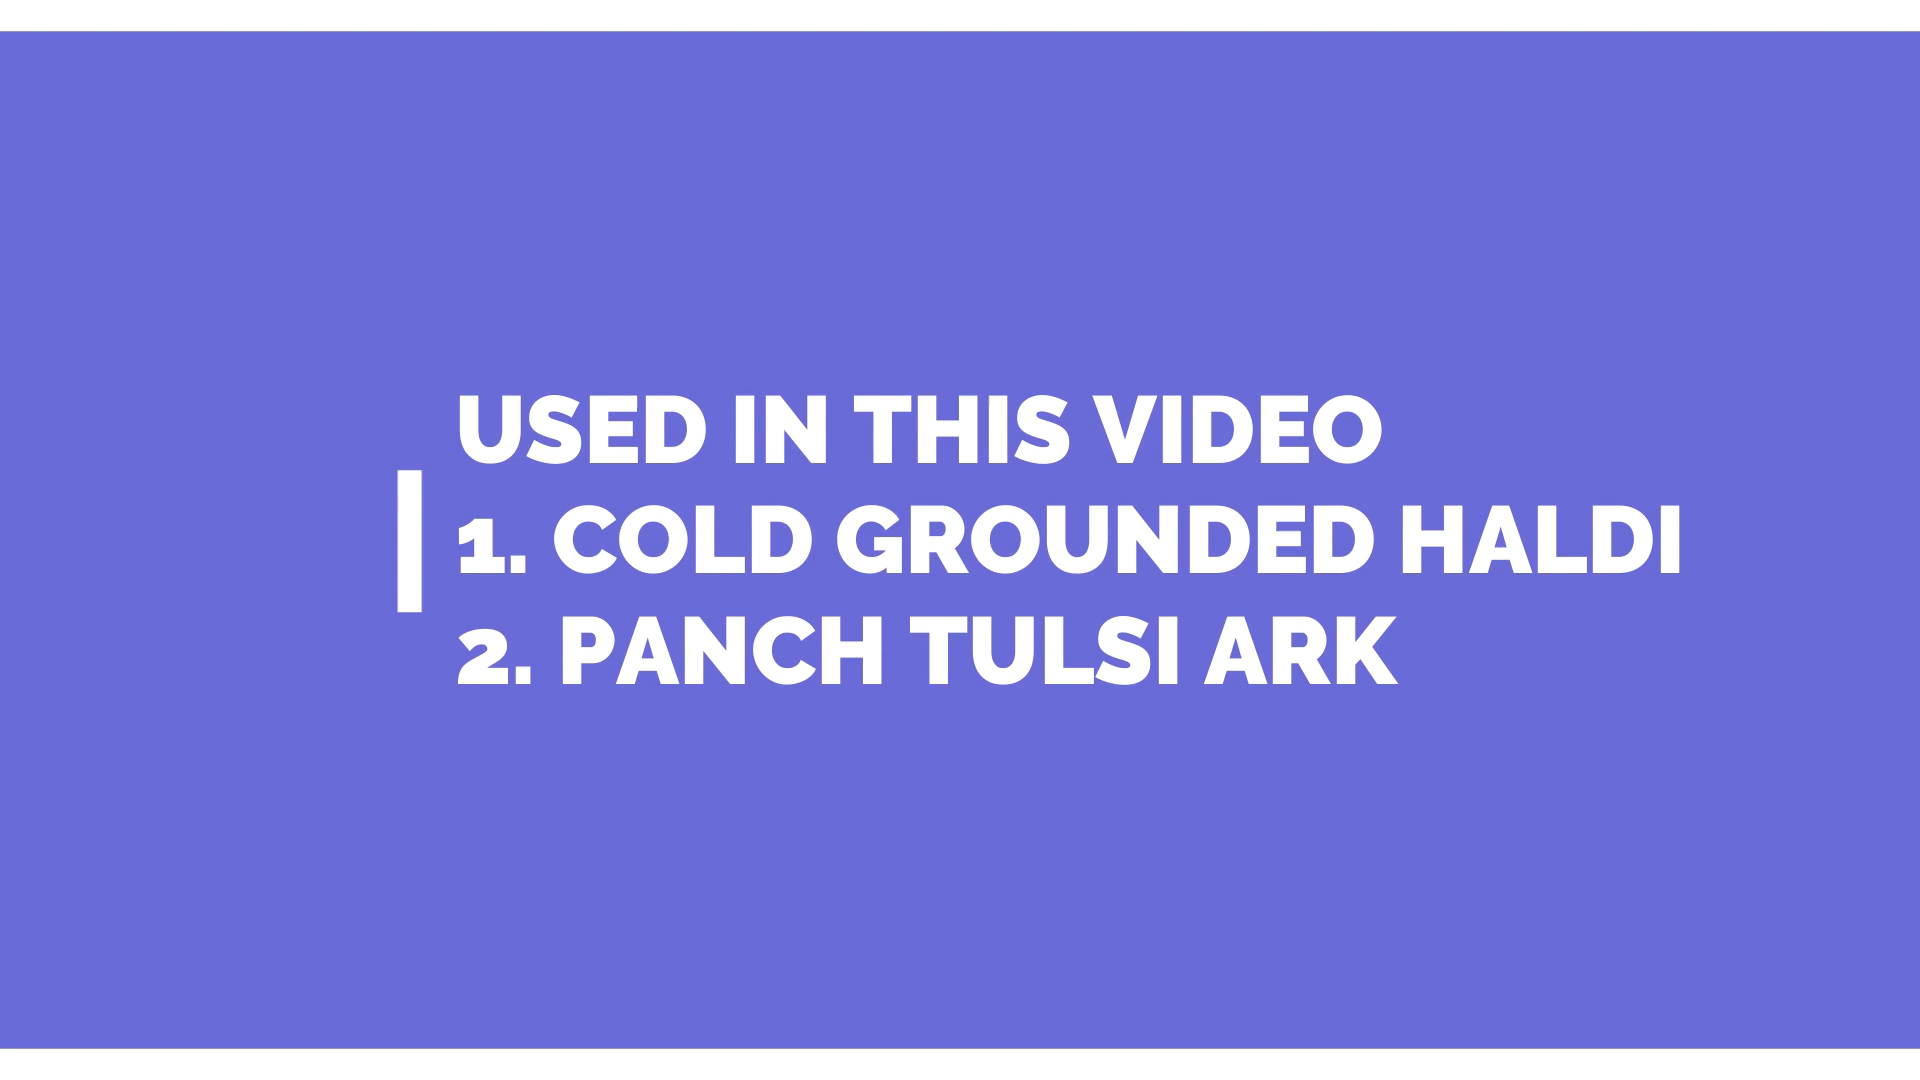 USED IN THIS VIDEO
1. COLD GROUNDED HALDI
2. PANCH TULSI ARK